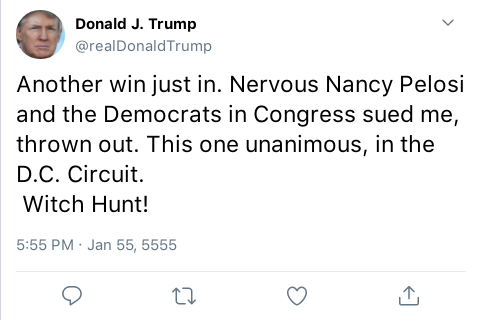 Donald J. Trump
@realDonaldTrump
Another win just in. Nervous Nancy Pelosi
and the Democrats in Congress sued me,
thrown out. This one unanimous, in the
D.C. Circuit.
Witch Hunt!
5:55 PM · Jan 55, 5555